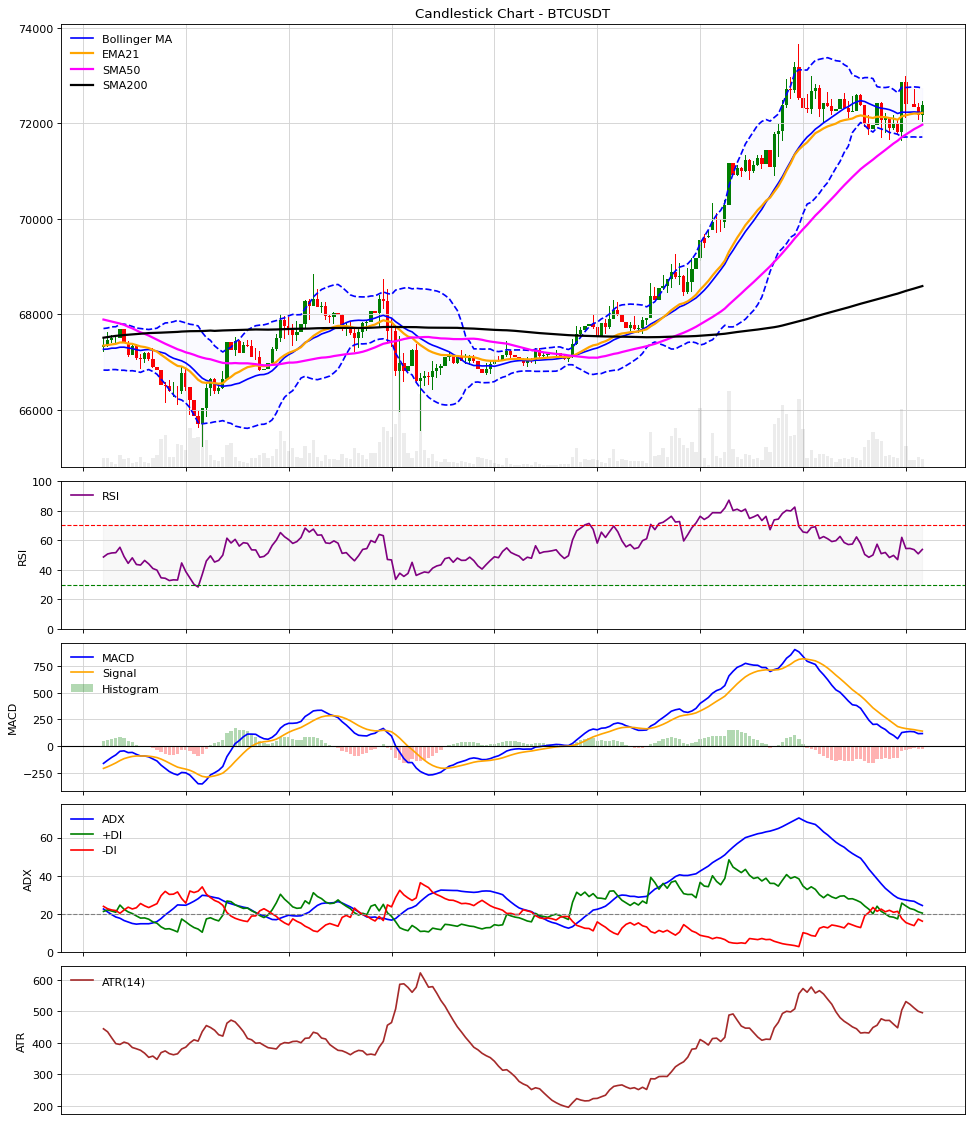 Candlestick Chart - BTCUSDT
74000
72000
70000
68000
66000
Bollinger MA
EMA21
SMA50
SMA200
RSI
100
80
60
40
20
0
RSI
MACD
750
500
250
0
−250
MACD
Signal
Histogram
ADX
60
40
20
0
ADX
+DI
-DI
ATR
600
500
400
300
200
ATR(14)